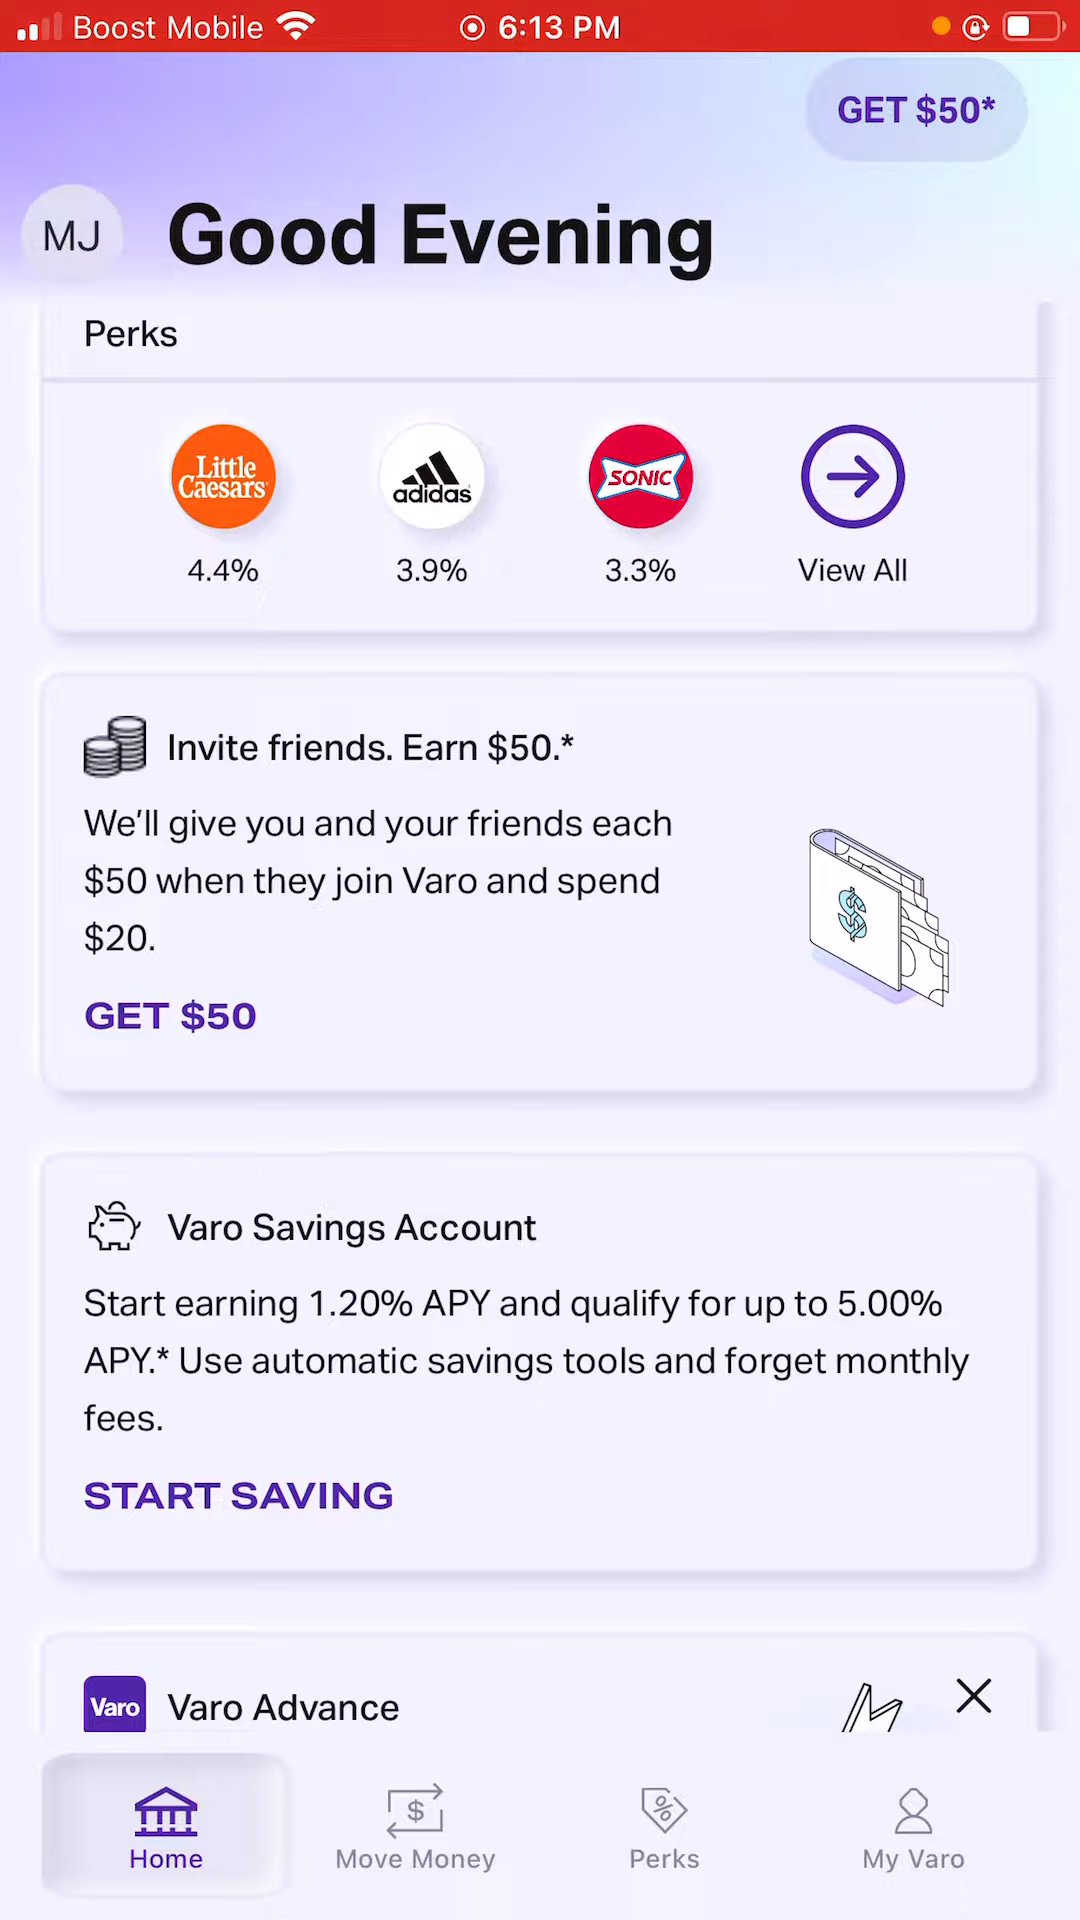 Boost Mobile
6:13 PM
GET $50*
MJ
Good Evening
Perks
Little
Caesars
adidas
SONIC
4.4%
3.9%
3.3%
View All
Invite friends. Earn $50.*
We'll give you and your friends each
$50 when they join Varo and spend
$20.
$
GET $50
Varo Savings Account
Start earning 1.20% APY and qualify for up to 5.00%
APY.* Use automatic savings tools and forget monthly
fees.
START SAVING
Varo
Varo Advance
$
%
Home
Move Money
Perks
My Varo